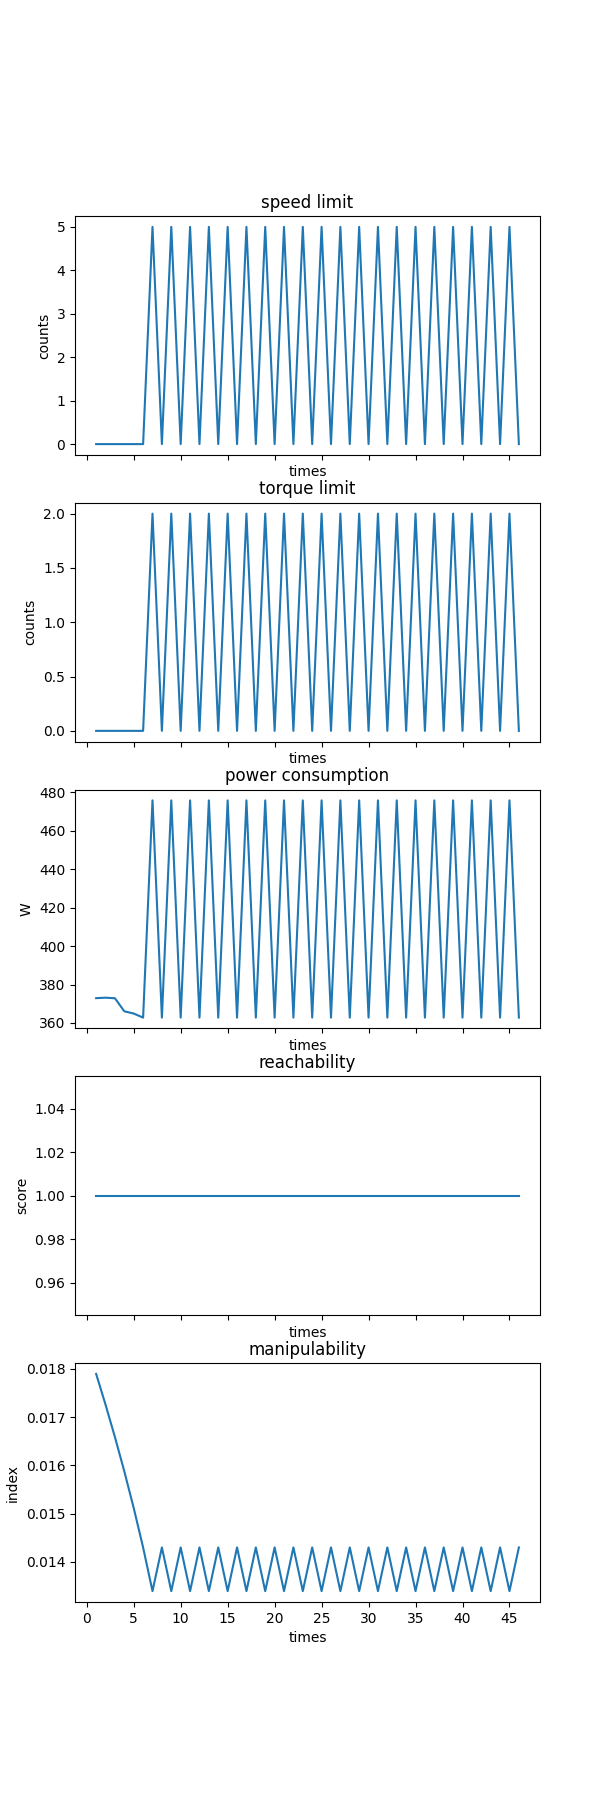 speed limit
5
4
3
2
1
0
counts
times
torque limit
2.0
1.5
1.0
0.5
0.0
counts
times
power consumption
480
460
440
420
400
380
360
W
times
reachability
1.04
1.02
1.00
0.98
0.96
score
times
manipulability
0.018
0.017
0.016
0.015
0.014
index
0 5 10 15 20 25 30 35 40 45
times